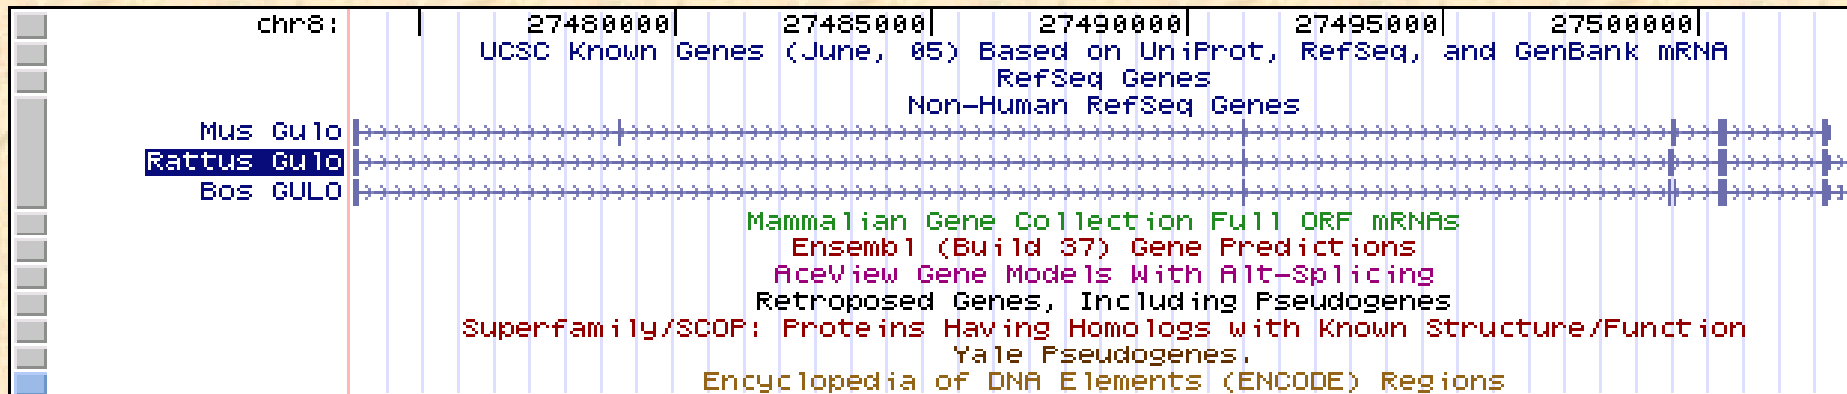 chr8: 27480000 27485000 27490000 27495000 27500000
UCSC Known Genes (June, 05) Based on UniProt, RefSeq, and GenBank mRNA
RefSeq Genes
Non-Human RefSeq Genes
Mus Gulo
Rattus Gulo
Bos GULO
Mammalian Gene Collection Full ORF mRNAs
Ensembl (Build 37) Gene Predictions
AceView Gene Models With Alt-Splicing
Retroposed Genes, Including Pseudogenes
Superfamily/SCOP: Proteins Having Homologs with Known Structure/Function
Yale Pseudogenes.
Encyclopedia of DNA Elements (ENCODE) Regions